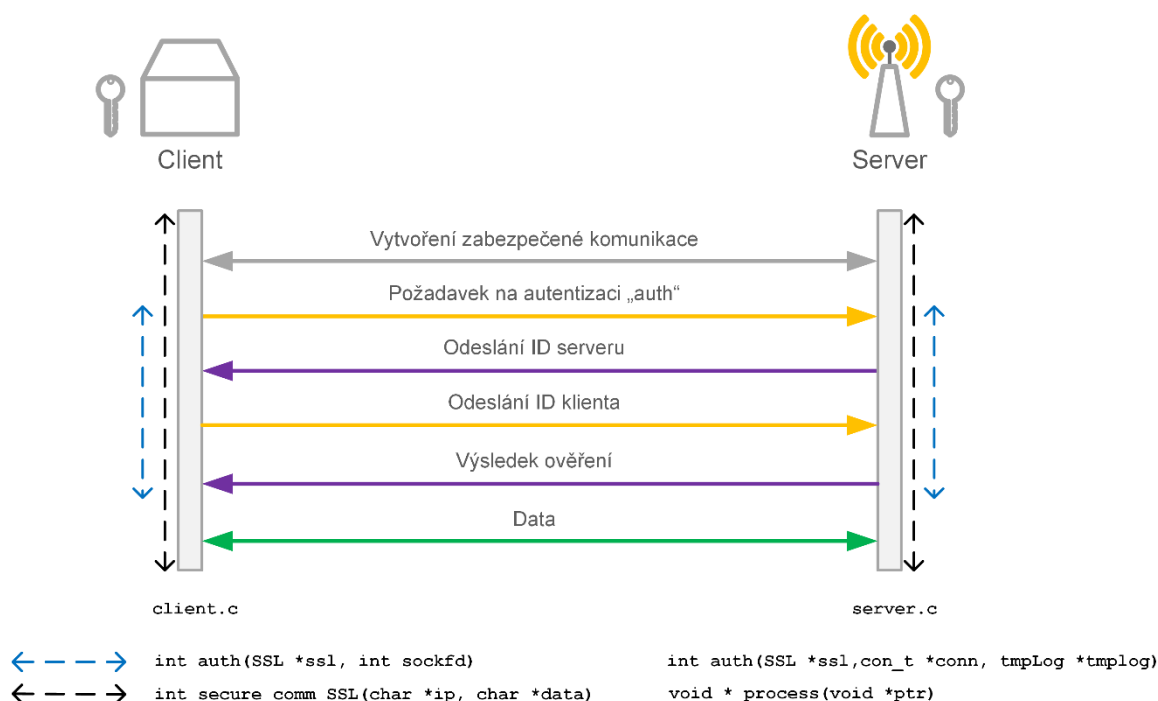 Client
Server
Vytvoření zabezpečené komunikace
Požadavek na autentizaci „auth“
Odeslání ID serveru
Odeslání ID klienta
Výsledek ověření
Data
client.c
server.c
int auth(SSL *ssl, int sockfd)
int auth(SSL *ssl,con_t *conn, tmpLog *tmplog)
int secure comm SSL(char *ip, char *data)
void * process(void *ptr)